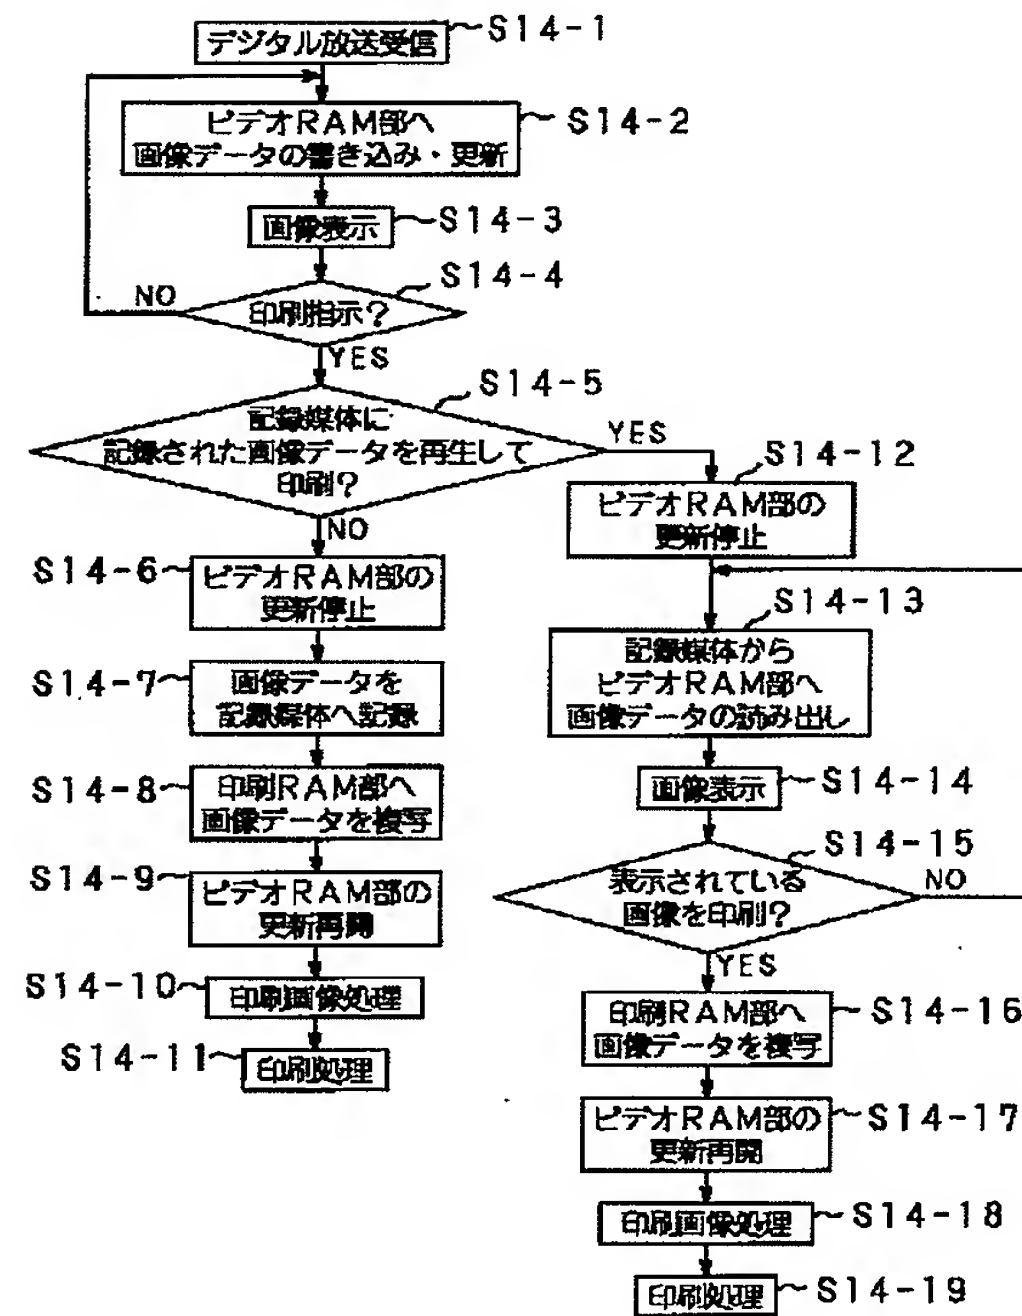 デジタル放送受信
S14-1
ビデオRAM部へ
画像データの書き込み・更新
S14-2
画像表示
S14-3
印刷指示?
S14-4
NO
YES
記録媒体に
記録された画像データを再生して
印刷?
S14-5
YES
NO
S14-6
ビデオRAM部の
更新停止
S14-7
画像データを
記録媒体へ記録
S14-8
印刷RAM部へ
画像データを複写
S14-9
ビデオRAM部の
更新再開
S14-10
印刷画像処理
S14-11
印刷処理
S14-12
ビデオRAM部の
更新停止
S14-13
記録媒体から
ビデオRAM部へ
画像データの読み出し
画像表示
S14-14
S14-15
表示されている
画像を印刷?
NO
YES
印刷RAM部へ
画像データを複写
S14-16
ビデオRAM部の
更新再開
S14-17
印刷画像処理
S14-18
印刷処理
S14-19